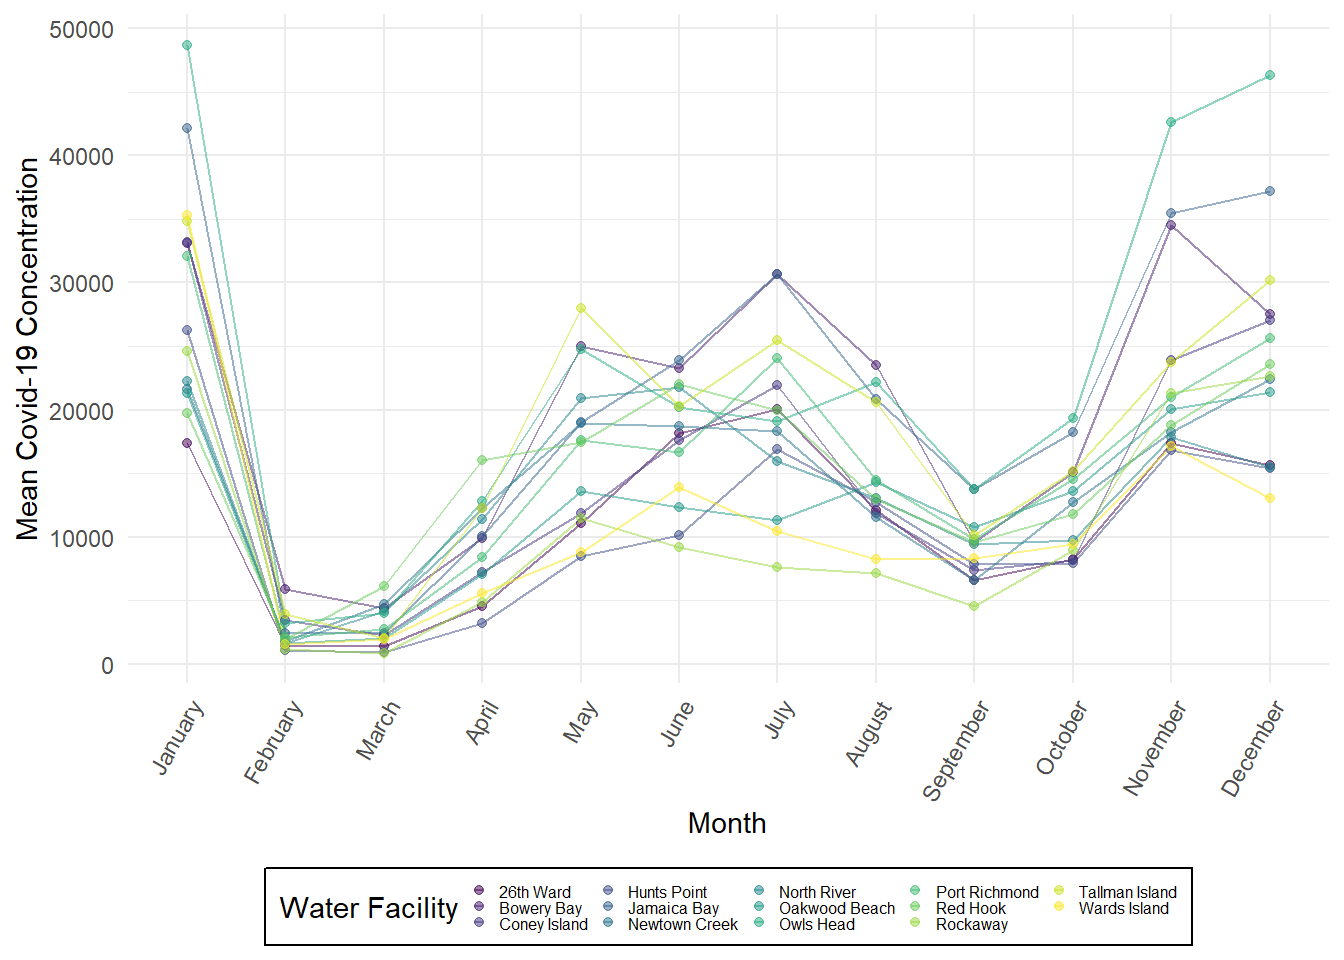 50000
40000
30000
20000
10000
0
Mean Covid-19 Concentration
January
February
March
April
May
June
July
August
September
October
November
December
Month
Water Facility
26th Ward
Bowery Bay
Coney Island
Hunts Point
Jamaica Bay
Newtown Creek
North River
Oakwood Beach
Owls Head
Port Richmond
Red Hook
Rockaway
Tallman Island
Wards Island